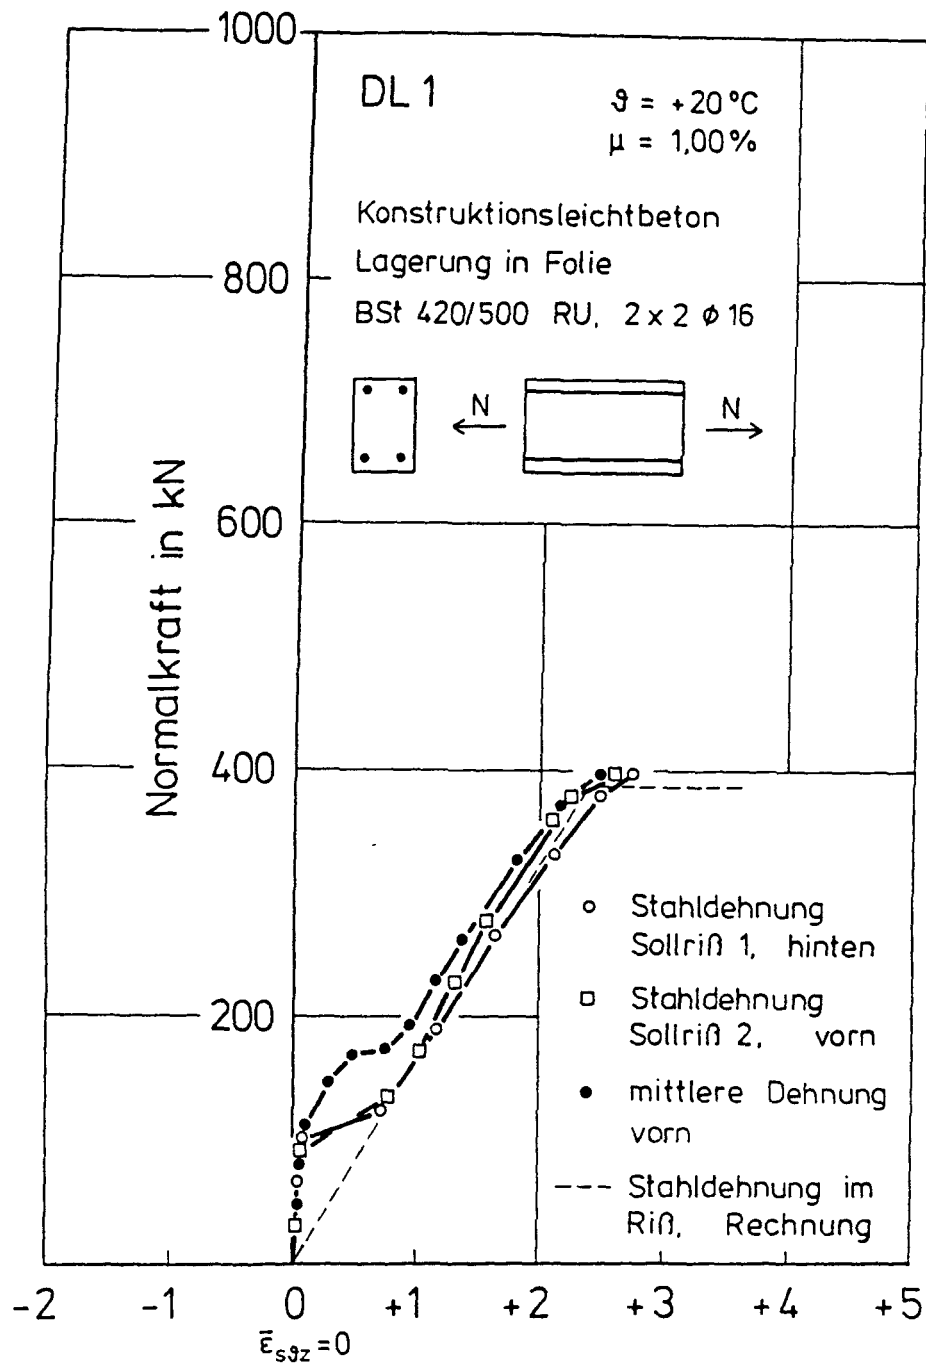 1000
800
600
400
200
Normalkraft in kN
DL 1
ϑ = +20°C
μ = 1,00%
Konstruktionsleichtbeton
Lagerung in Folie
BSt 420/500 RU, 2 x 2 ϕ 16
N
N
Stahldehnung
Sollriß 1, hinten
Stahldehnung
Sollriß 2, vorn
mittlere Dehnung
vorn
Stahldehnung im
Riß, Rechnung
-2 -1 0 +1 +2 +3 +4 +5
ε̄sϑz = 0